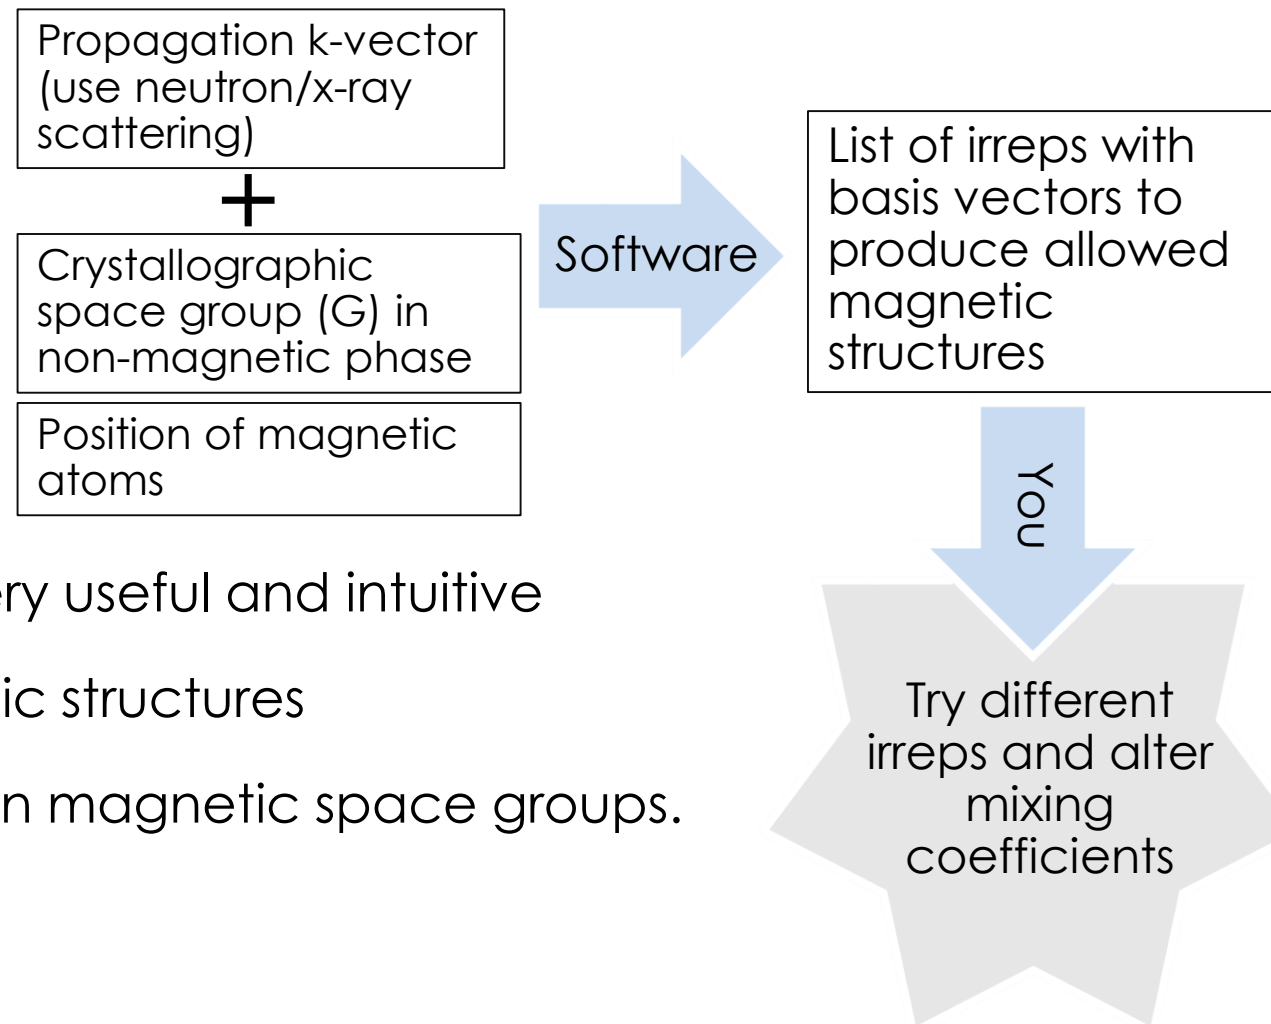 Propagation k-vector
(use neutron/x-ray
scattering)
+
Crystallographic
space group (G) in
non-magnetic phase
Position of magnetic
atoms
Software
List of irreps with
basis vectors to
produce allowed
magnetic
structures
You
Try different
irreps and alter
mixing
coefficients
ery useful and intuitive
ic structures
n magnetic space groups.